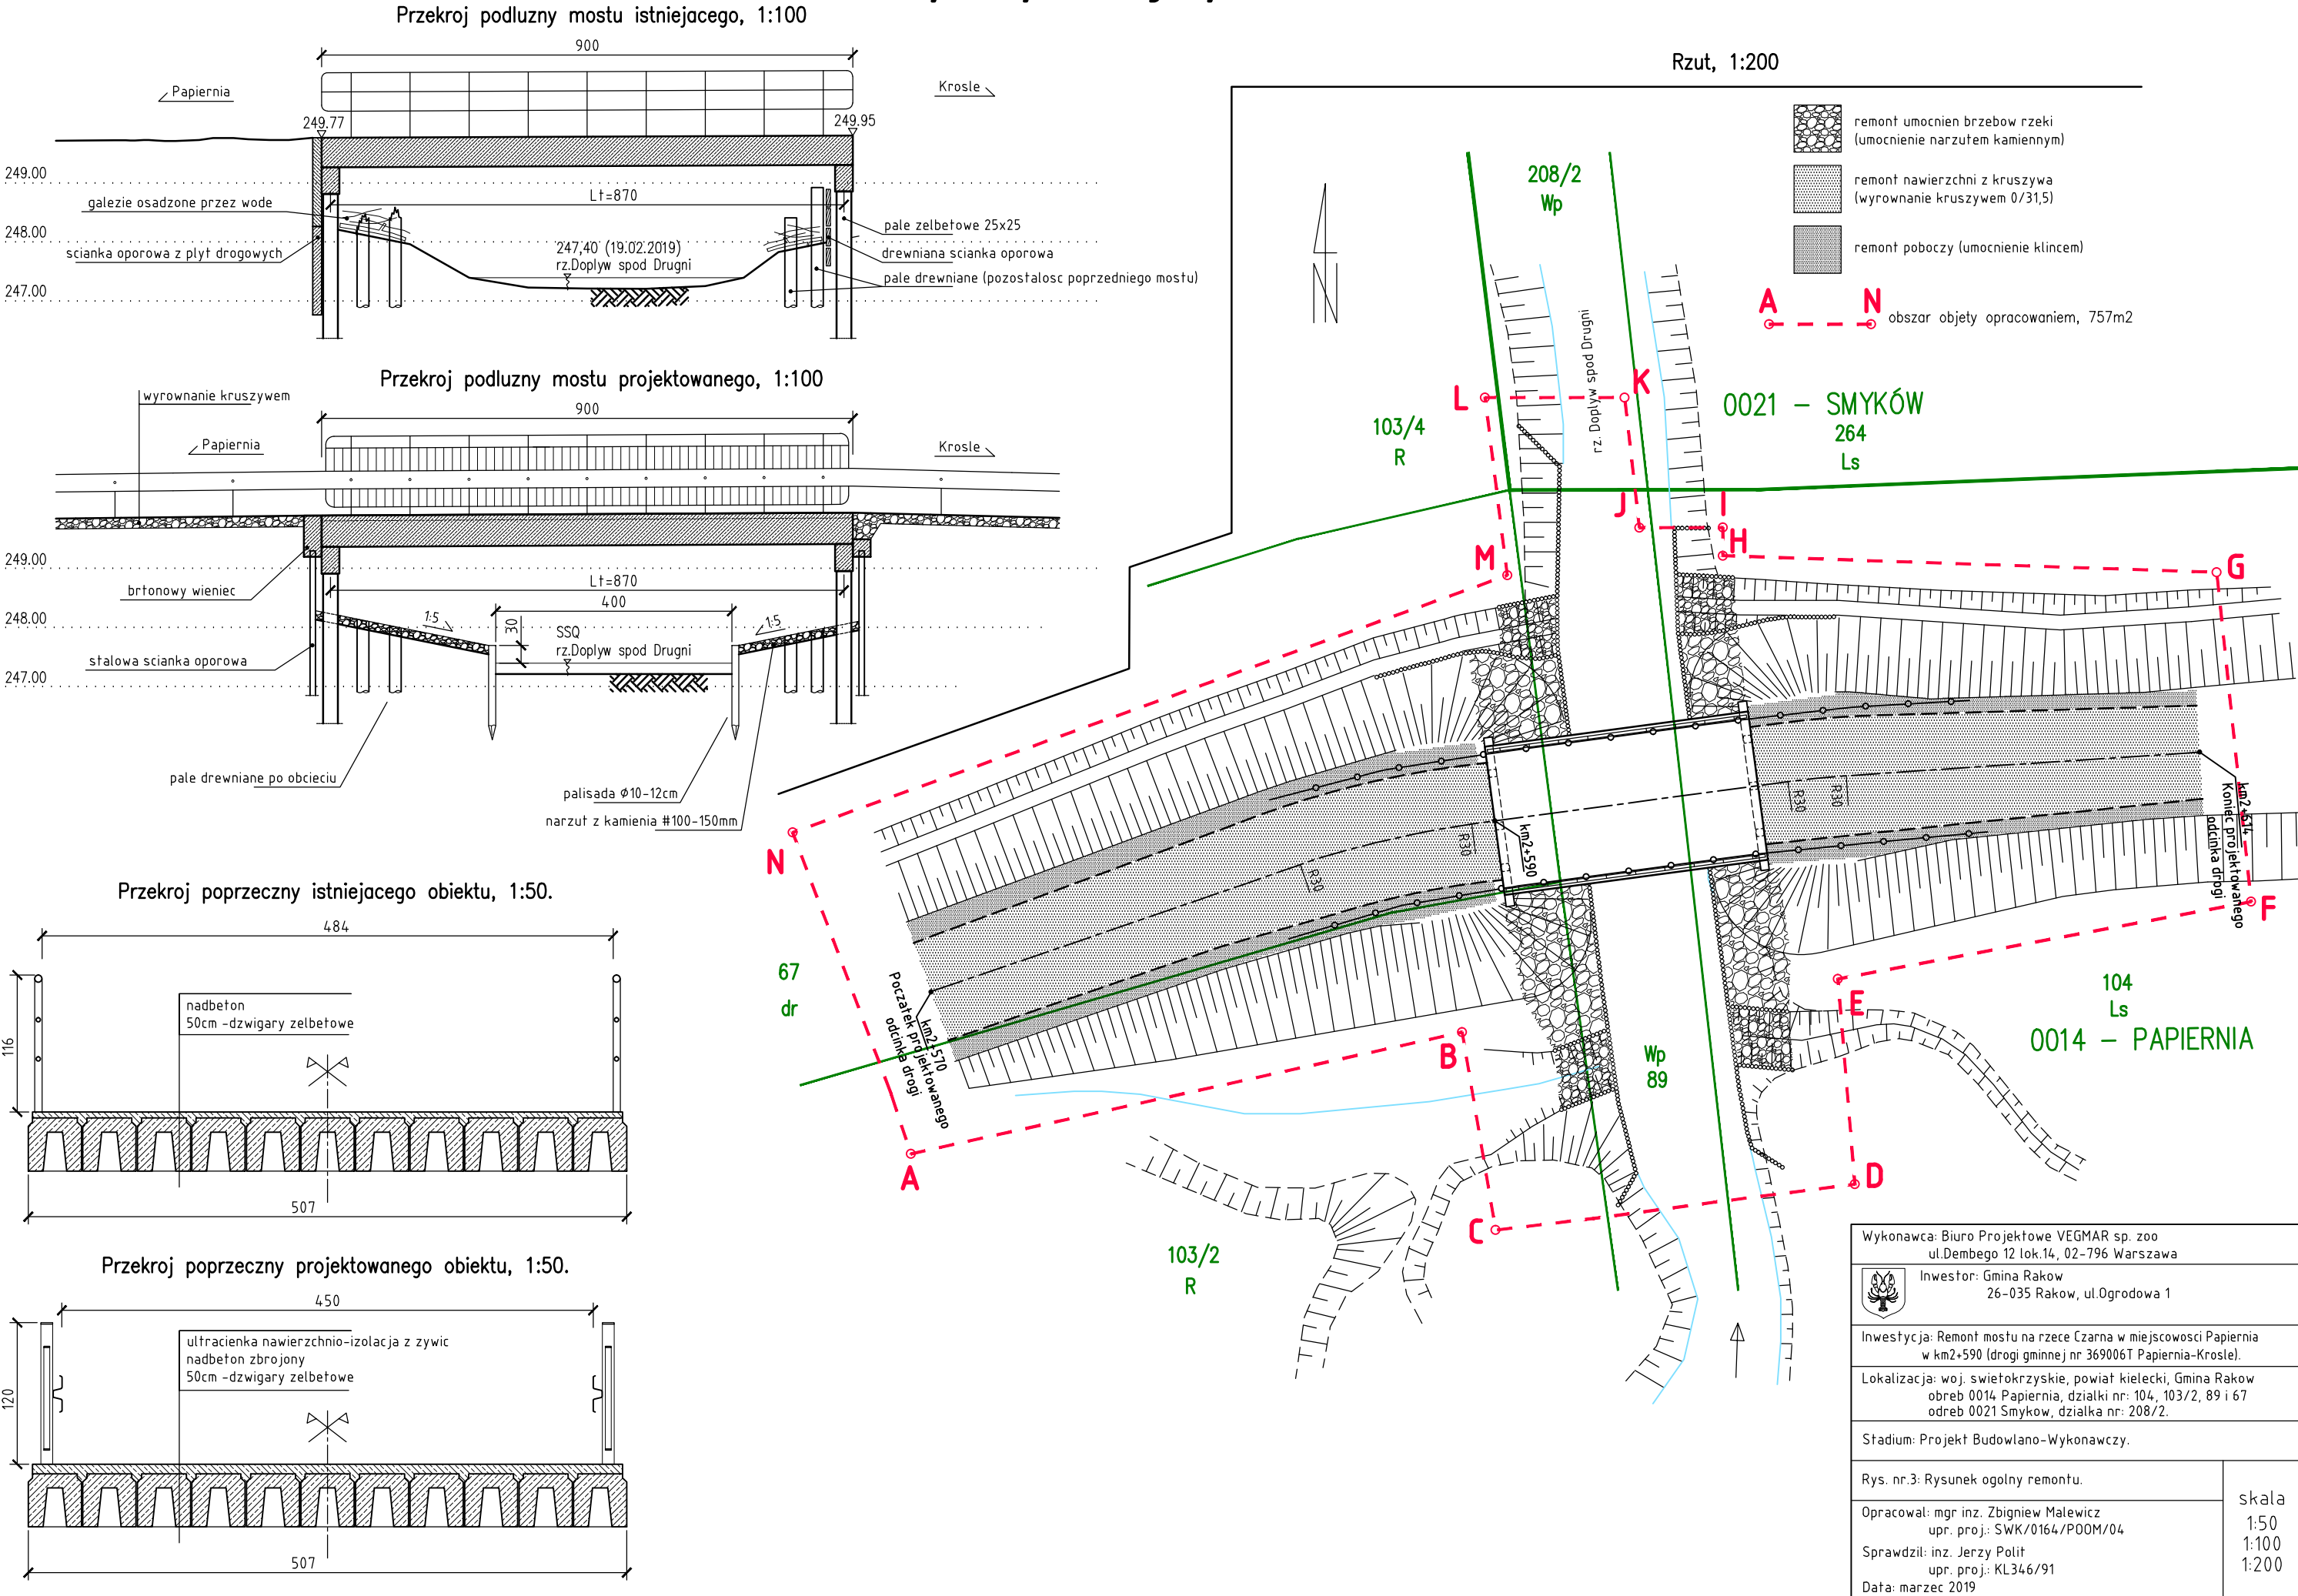 Przekroj podluzny mostu istniejacego, 1:100
900
Papiernia
Krosle
249.77
249.95
249.00
248.00
247.00
Lt=870
galezie osadzone przez wode
scianka oporowa z plyt drogowych
247,40 (19.02.2019)
rz.Doplyw spod Drugni
pale zelbetowe 25x25
drewniana scianka oporowa
pale drewniane (pozostalosc poprzedniego mostu)
Przekroj podluzny mostu projektowanego, 1:100
wyrownanie kruszywem
900
Papiernia
Krosle
249.00
248.00
247.00
Lt=870
400
30
1:5
1:5
SSQ
rz.Doplyw spod Drugni
brtonowy wieniec
stalowa scianka oporowa
pale drewniane po obcieciu
palisada ø10-12cm
narzut z kamienia #100-150mm
Przekroj poprzeczny istniejacego obiektu, 1:50.
484
116
nadbeton
50cm -dzwigary zelbetowe
507
Przekroj poprzeczny projektowanego obiektu, 1:50.
450
120
ultracienka nawierzchnio-izolacja z zywic
nadbeton zbrojony
50cm -dzwigary zelbetowe
507
Rzut, 1:200
remont umocnien brzebow rzeki
(umocnienie narzutem kamiennym)
remont nawierzchni z kruszywa
(wyrownanie kruszywem 0/31,5)
remont poboczy (umocnienie klincem)
A N
obszar objety opracowaniem, 757m2
N
208/2
Wp
rz. Doplyw spod Drugni
L
K
103/4
R
0021 - SMYKÓW
264
Ls
J
I
H
M
G
N
67
dr
R30
R30
R30
R30
km2+590
km2+614
Koniec projektowanego
odcinka drogi
F
km2+570
Poczatek projektowanego
odcinka drogi
A
B
Wp
89
E
104
Ls
0014 - PAPIERNIA
D
C
103/2
R
Wykonawca: Biuro Projektowe VEGMAR sp. zoo
ul.Dembego 12 lok.14, 02-796 Warszawa
Inwestor: Gmina Rakow
26-035 Rakow, ul.Ogrodowa 1
Inwestycja: Remont mostu na rzece Czarna w miejscowosci Papiernia
w km2+590 (drogi gminnej nr 369006T Papiernia-Krosle).
Lokalizacja: woj. swietokrzyskie, powiat kielecki, Gmina Rakow
obreb 0014 Papiernia, dzialki nr: 104, 103/2, 89 i 67
odreb 0021 Smykow, dzialka nr: 208/2.
Stadium: Projekt Budowlano-Wykonawczy.
Rys. nr.3: Rysunek ogolny remontu.
Opracowal: mgr inz. Zbigniew Malewicz
upr. proj.: SWK/0164/POOM/04
Sprawdzil: inz. Jerzy Polit
upr. proj.: KL346/91
Data: marzec 2019
skala
1:50
1:100
1:200